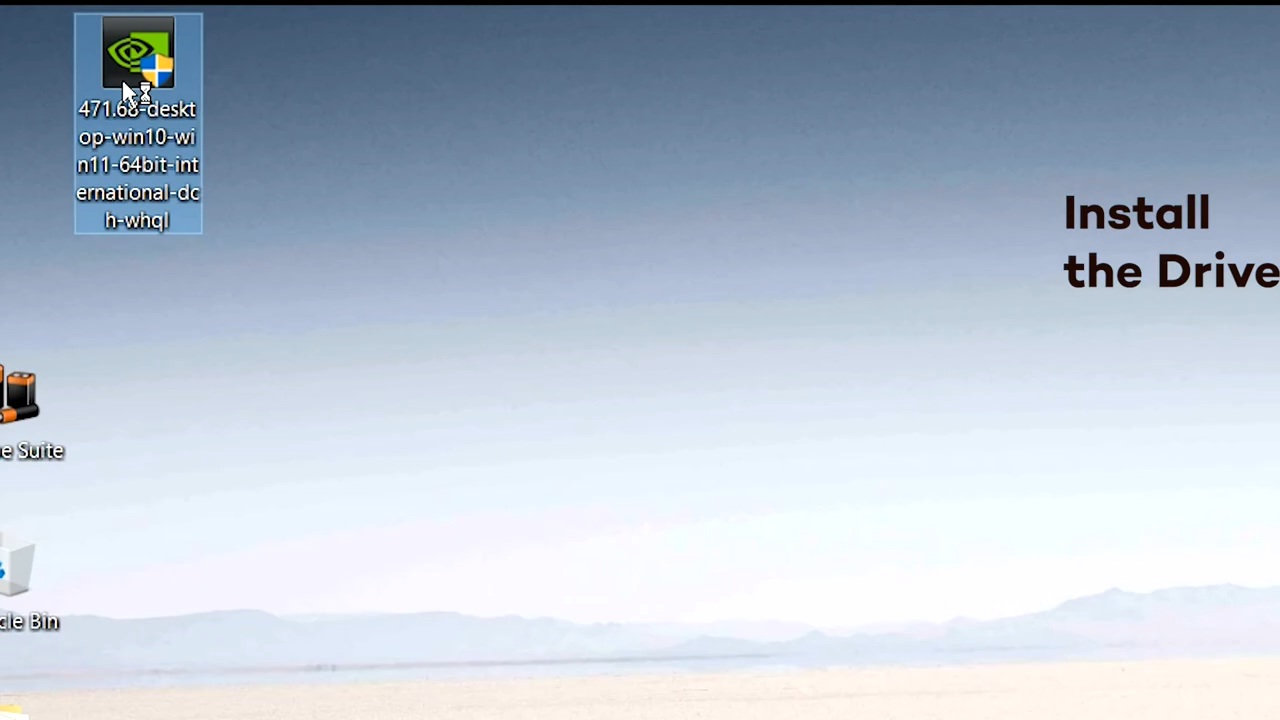 471.68-deskt
op-win10-wi
n11-64bit-int
ernational-dc
h-whql
Install
the Drive
e Suite
cle Bin